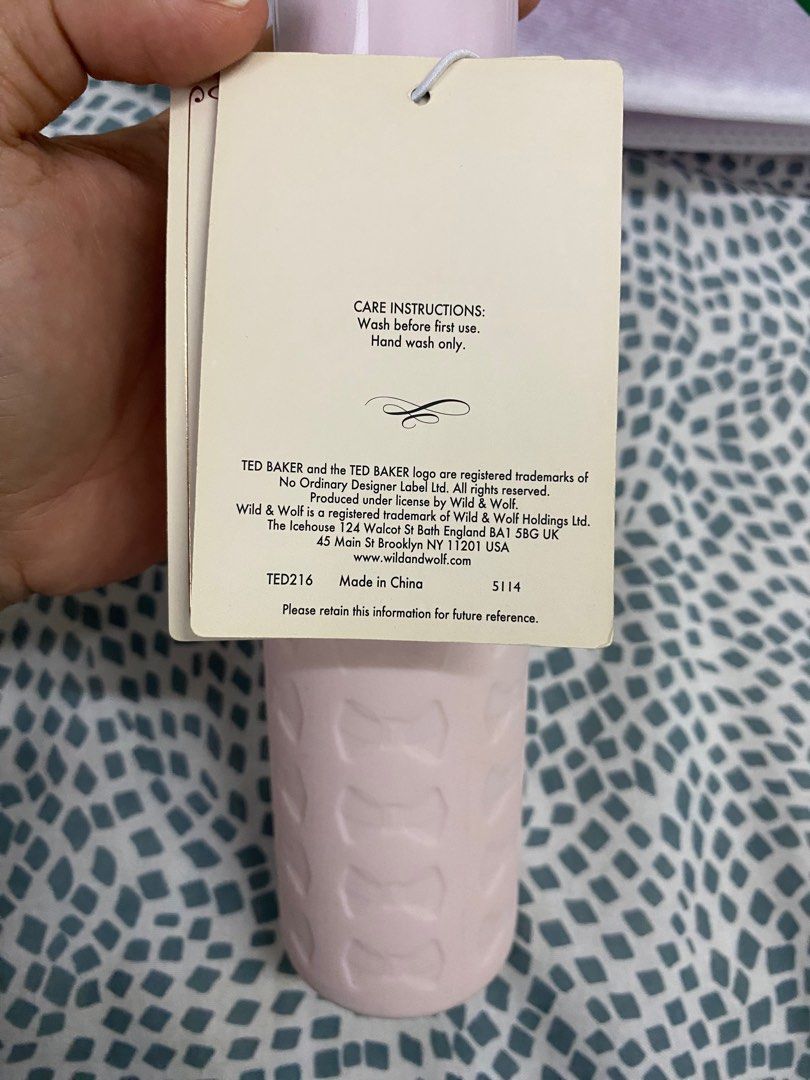 CARE INSTRUCTIONS:
Wash before first use.
Hand wash only.
TED BAKER and the TED BAKER logo are registered trademarks of
No Ordinary Designer Label Ltd. All rights reserved.
Produced under license by Wild & Wolf.
Wild & Wolf is a registered trademark of Wild & Wolf Holdings Ltd.
The Icehouse 124 Walcot St Bath England BA1 5BG UK
45 Main St Brooklyn NY 11201 USA
www.wildandwolf.com
TED216 Made in China 5114
Please retain this information for future reference.